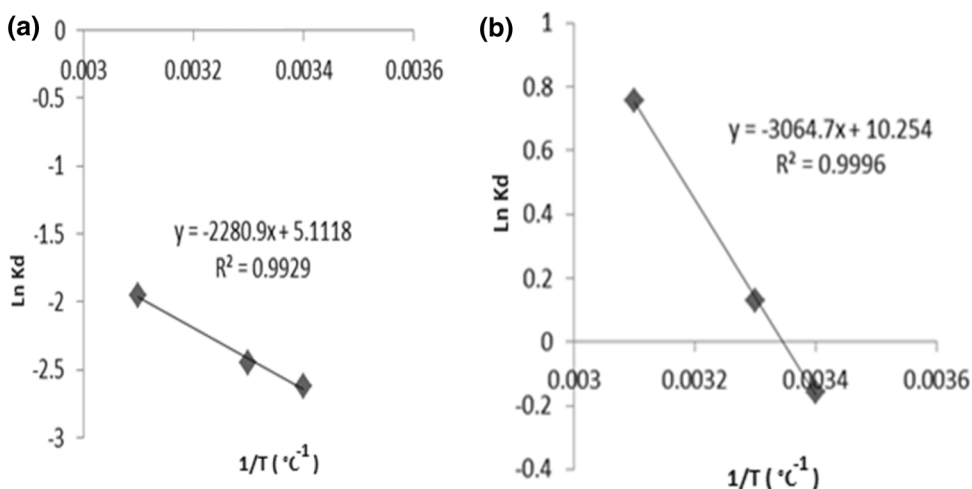 (a)
0
0.003
0.0032
0.0034
0.0036
-0.5
-1
-1.5
-2
-2.5
-3
y = -2280.9x + 5.1118
R² = 0.9929
Ln Kd
1/T ( °C⁻¹)
(b)
1
0.8
0.6
0.4
0.2
0
-0.2
-0.4
0.003
0.0032
0.0034
0.0036
y = -3064.7x + 10.254
R² = 0.9996
Ln Kd
1/T ( °C⁻¹)